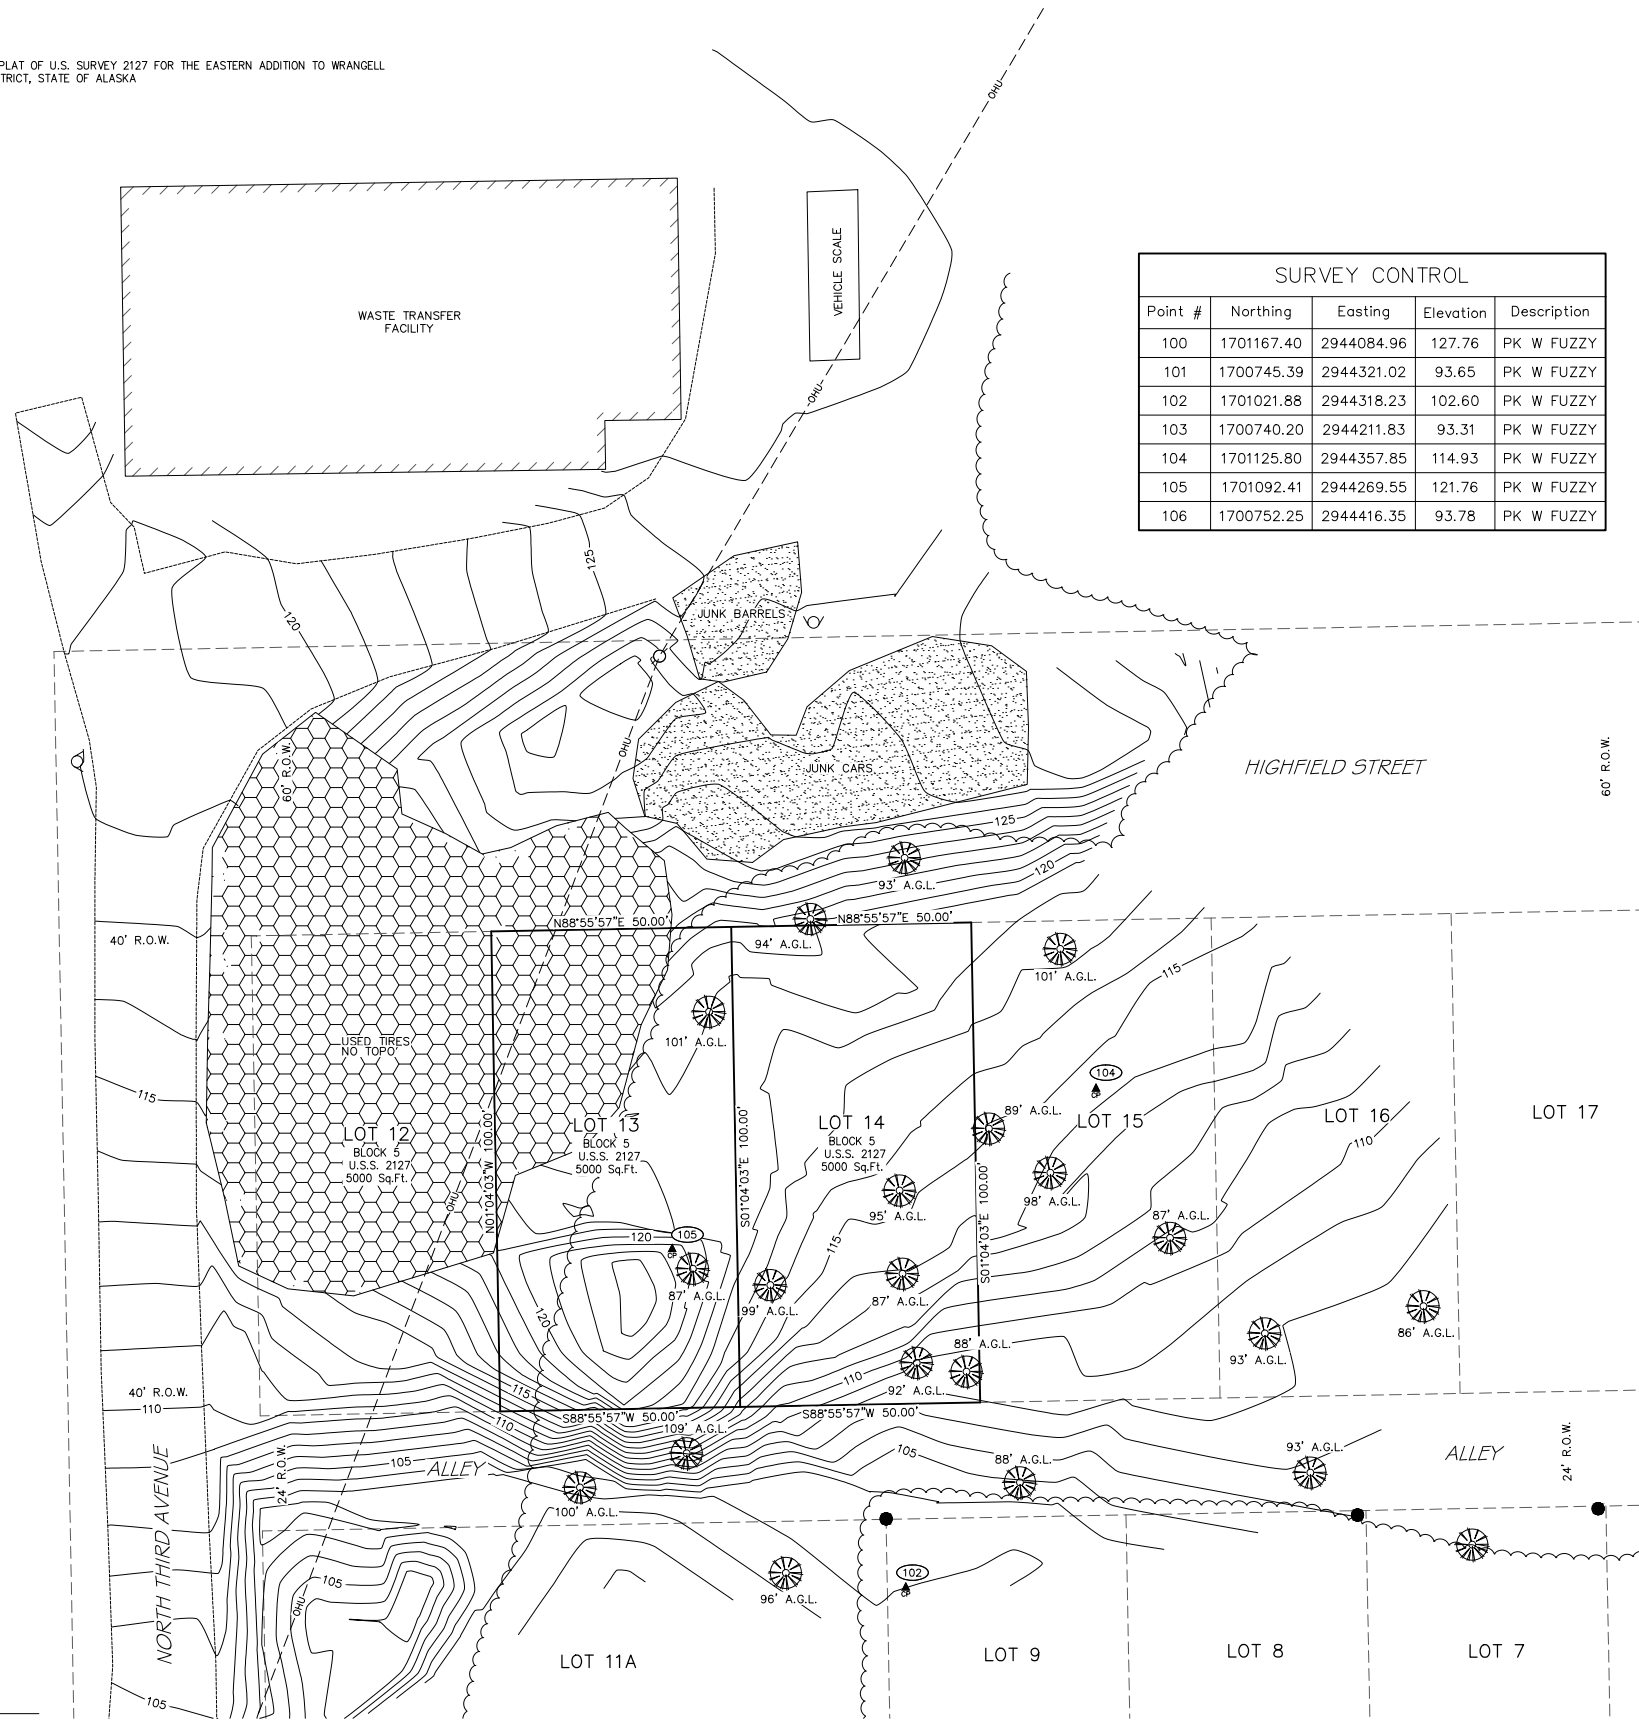 PLAT OF U.S. SURVEY 2127 FOR THE EASTERN ADDITION TO WRANGELL
TRICT, STATE OF ALASKA
OHU
WASTE TRANSFER
FACILITY
VEHICLE SCALE
OHU
SURVEY CONTROL
Point # Northing Easting Elevation Description
100 1701167.40 2944084.96 127.76 PK W FUZZY
101 1700745.39 2944321.02 93.65 PK W FUZZY
102 1701021.88 2944318.23 102.60 PK W FUZZY
103 1700740.20 2944211.83 93.31 PK W FUZZY
104 1701125.80 2944357.85 114.93 PK W FUZZY
105 1701092.41 2944269.55 121.76 PK W FUZZY
106 1700752.25 2944416.35 93.78 PK W FUZZY
125
120
JUNK BARRELS
OHU
JUNK CARS
60' R.O.W.
HIGHFIELD STREET
60' R.O.W.
125
120
93' A.G.L.
N88°55'57"E 50.00'
N88°55'57"E 50.00'
40' R.O.W.
94' A.G.L.
101' A.G.L.
115
101' A.G.L.
USED TIRES
NO TOPO
115
104
CP
89' A.G.L.
LOT 12
BLOCK 5
U.S.S. 2127
5000 Sq.Ft.
N01°04'03"W 100.00'
LOT 13
BLOCK 5
U.S.S. 2127
5000 Sq.Ft.
S01°04'03"E 100.00'
LOT 14
BLOCK 5
U.S.S. 2127
5000 Sq.Ft.
S01°04'03"E 100.00'
LOT 15
LOT 16
LOT 17
110
OHU
98' A.G.L.
95' A.G.L.
87' A.G.L.
120
105
CP
115
87' A.G.L.
99' A.G.L.
87' A.G.L.
120
88' A.G.L.
93' A.G.L.
86' A.G.L.
115
110
92' A.G.L.
40' R.O.W.
110
110
S88°55'57"W 50.00'
S88°55'57"W 50.00'
109' A.G.L.
105
ALLEY
24' R.O.W.
105
88' A.G.L.
93' A.G.L.
ALLEY
24' R.O.W.
100' A.G.L.
NORTH THIRD AVENUE
105
OHU
96' A.G.L.
102
CP
LOT 11A
LOT 9
LOT 8
LOT 7
105